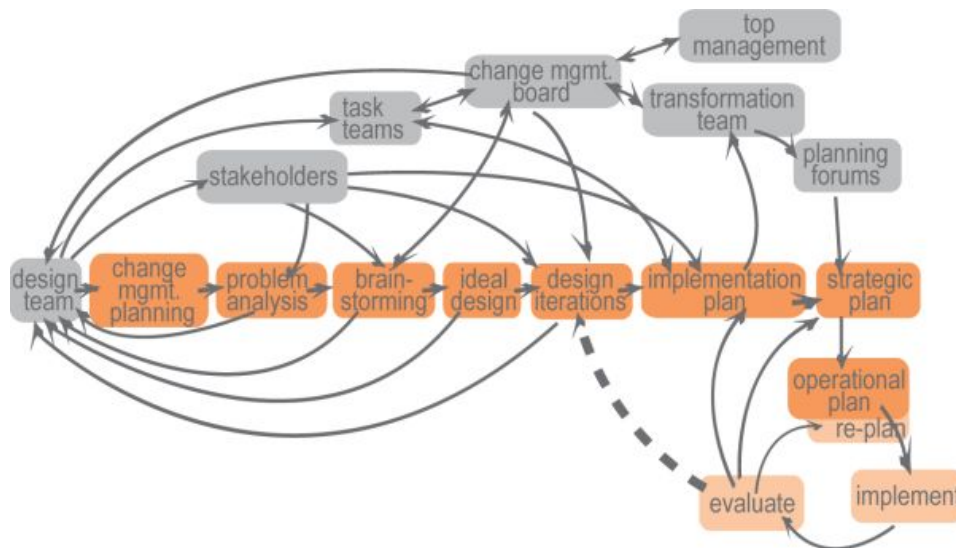 top
management
change mgmt.
board
task
teams
transformation
team
planning
forums
stakeholders
design
team
change
mgmt.
planning
problem
analysis
brain-
storming
ideal
design
design
iterations
implementation
plan
strategic
plan
operational
plan
re-plan
evaluate
implement